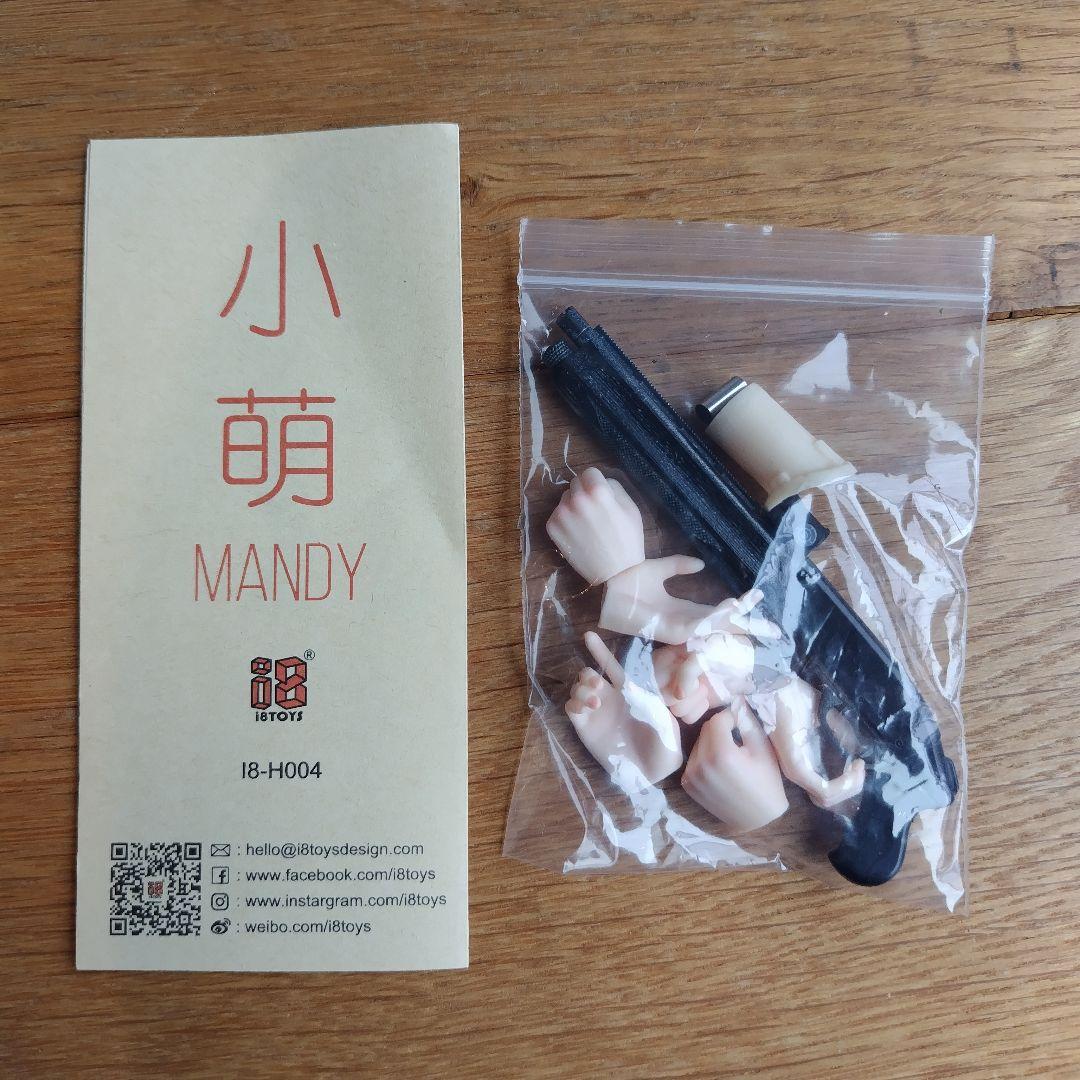 小
萌
MANDY
®
i8TOYS
I8-H004
: hello@i8toysdesign.com
: www.facebook.com/i8toys
: www.instargram.com/i8toys
: weibo.com/i8toys